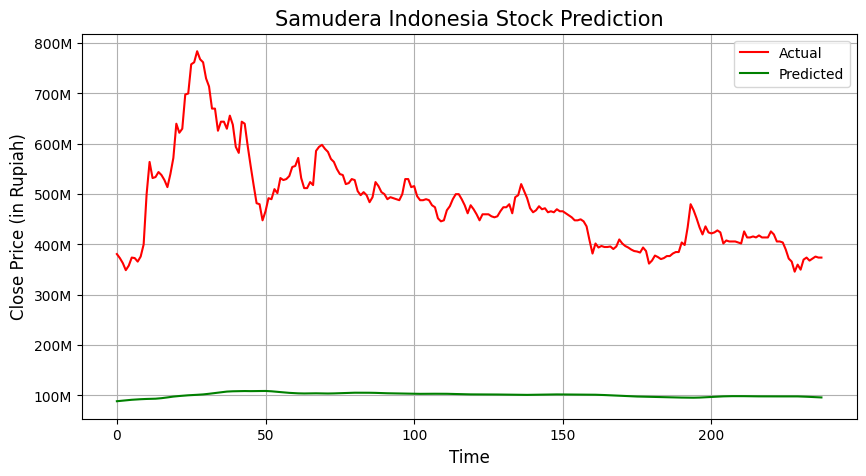 Samudera Indonesia Stock Prediction
800M
700M
600M
500M
400M
300M
200M
100M
Close Price (in Rupiah)
Actual
Predicted
0
50
100
150
200
Time